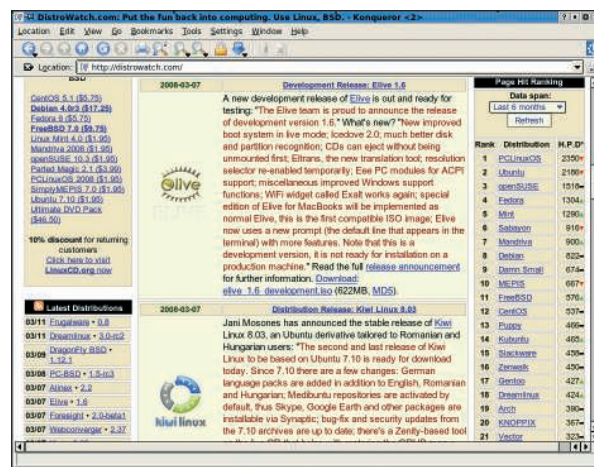 DistroWatch.com: Put the fun back into computing. Use Linux, BSD. - Konqueror <2>
Location Edit View Go Bookmarks Tools Settings Window Help
Location: http://distrowatch.com/
BSD
CentOS 5.1 ($5.75)
Debian 4.0r3 ($17.25)
Fedora 8 ($5.75)
FreeBSD 7.0 ($9.75)
Linux Mint 4.0 ($1.95)
Mandriva 2008 ($1.95)
openSUSE 10.3 ($1.95)
Parted Magic 2.1 ($3.99)
PCLinuxOS 2008 ($1.95)
SimplyMEPIS 7.0 ($1.95)
Ubuntu 7.10 ($1.95)
Ultimate DVD Pack
($46.50)
10% discount for returning
customers
Click here to visit
LinuxCD.org now
Latest Distributions
03/11 Frugalware • 0.8
03/11 Dreamlinux • 3.0-rc2
03/09 DragonFly BSD •
1.12.1
03/08 PC-BSD • 1.5-rc3
03/07 Alinex • 2.2
03/07 Elive • 1.6
03/07 Foresight • 2.0-beta1
03/07 Webconverger • 2.37
2008-03-07 Development Release: Elive 1.6
elive
A new development release of Elive is out and ready for
testing: "The Elive team is proud to announce the release
of development version 1.6." What's new? "New improved
boot system in live mode; Icedove 2.0; much better disk
and partition recognition; CDs can eject without being
unmounted first; Eltrans, the new translation tool; resolution
selector re-enabled temporarily; Eee PC modules for ACPI
support; miscellaneous improved Windows support
functions; WiFi widget called Exalt works again; special
edition of Elive for MacBooks will be implemented as
normal Elive, this is the first compatible ISO image; Elive
now uses a new prompt (the default line that appears in the
terminal) with more features. Note that this is a
development version, it is not ready for installation on a
production machine." Read the full release announcement
for further information. Download:
elive_1.6_development.iso (622MB, MD5).
2008-03-07 Distribution Release: Kiwi Linux 8.03
kiwi linux
Jani Mosones has announced the stable release of Kiwi
Linux 8.03, an Ubuntu derivative tailored to Romanian and
Hungarian users: "The second and last release of Kiwi
Linux to be based on Ubuntu 7.10 is ready for download
today. Since 7.10 there are a few changes: German
language packs are added in addition to English, Romanian
and Hungarian; Medibuntu repositories are activated by
default, thus Skype, Google Earth and other packages are
installable via Synaptic; bug-fix and security updates from
the 7.10 archives are up to date; there's a Zenity-based tool
Page Hit Ranking
Data span:
Last 6 months
Refresh
Rank Distribution H.P.D*
1 PCLinuxOS 2350
2 Ubuntu 2186
3 openSUSE 1518
4 Fedora 1304
5 Mint 1290
6 Sabayon 916
7 Mandriva 900
8 Debian 822
9 Damn Small 674
10 MEPIS 667
11 FreeBSD 570
12 CentOS 537
13 Puppy 466
14 Kubuntu 465
15 Slackware 456
16 Zenwalk 450
17 Gentoo 427
18 Dreamlinux 424
19 Arch 390
20 KNOPPIX 367
21 Vector 323